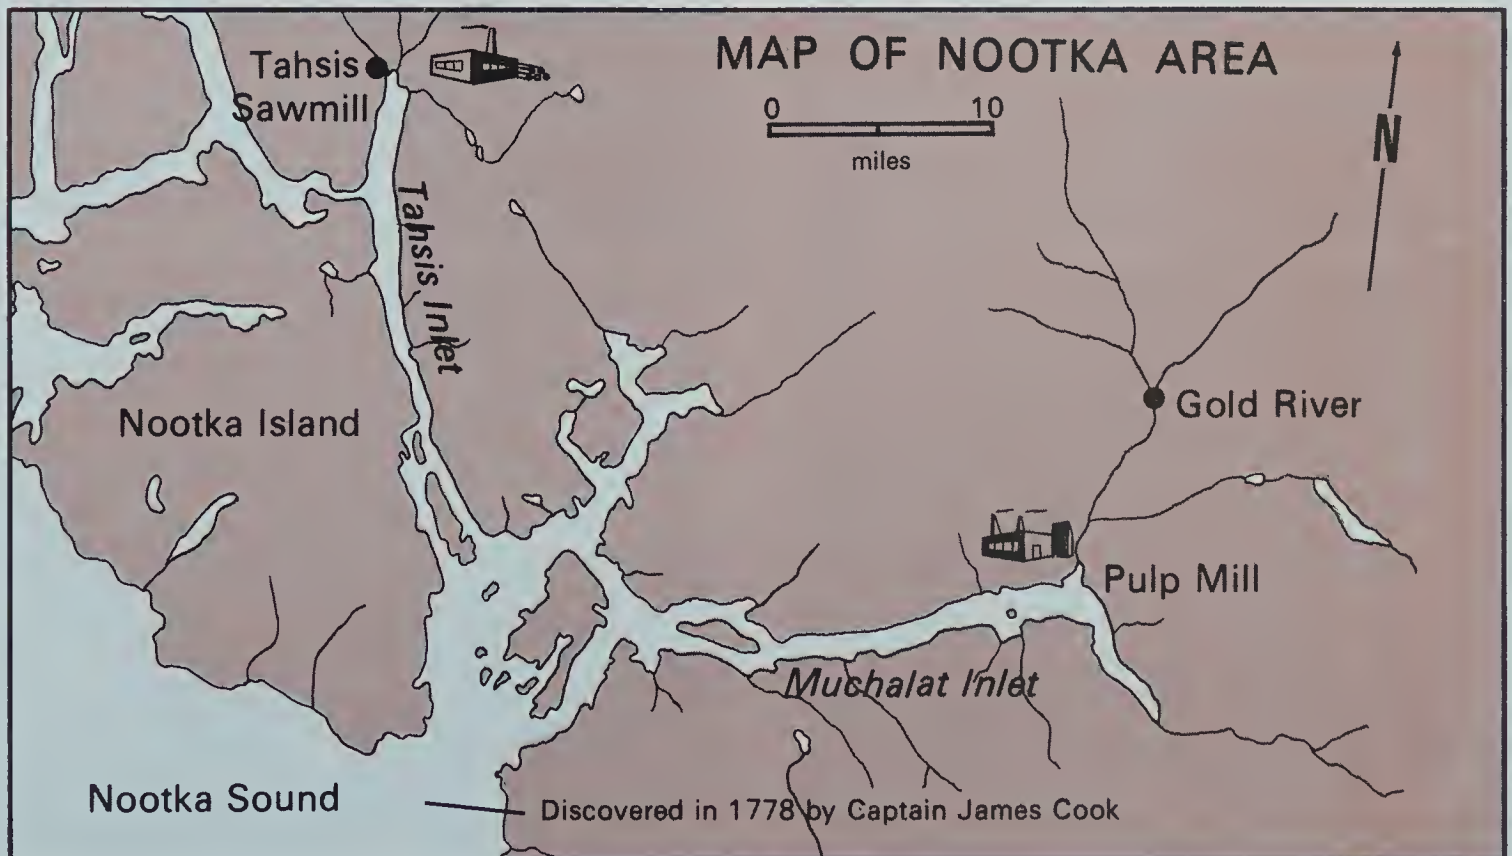 MAP OF NOOTKA AREA
0 10
miles
N
Tahsis
Sawmill
Tahsis Inlet
Nootka Island
Gold River
Pulp Mill
Muchalat Inlet
Nootka Sound
Discovered in 1778 by Captain James Cook